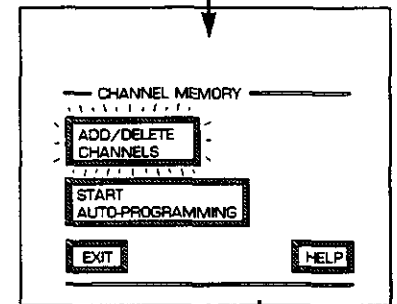 CHANNEL MEMORY
ADD/DELETE
CHANNELS
START
AUTO-PROGRAMMING
EXIT
HELP